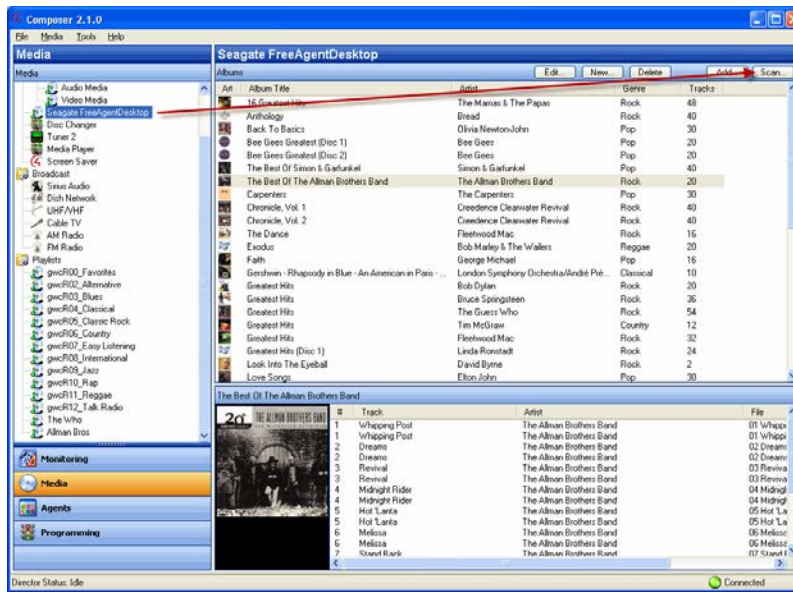 Composer 2.1.0
File Media Tools Help
Media
Seagate FreeAgentDesktop
Media
Albums Edit... New... Delete Add... Scan...
Audio Media
Video Media
Seagate FreeAgentDesktop
Disc Changer
Tuner 2
Media Player
Screen Saver
Broadcast
Sirius Audio
Dish Network
UHF/VHF
Cable TV
AM Radio
FM Radio
Playlists
gwcR00_Favorites
gwcR02_Alternative
gwcR03_Blues
gwcR04_Classical
gwcR05_Classic Rock
gwcR06_Country
gwcR07_Easy Listening
gwcR08_International
gwcR09_Jazz
gwcR10_Rap
gwcR11_Reggae
gwcR12_Talk Radio
The Who
Allman Bros
Monitoring
Media
Agents
Programming
Art Album Title Artist Genre Tracks
16 Greatest Hits The Mamas & The Papas Rock 48
Anthology Bread Rock 40
Back To Basics Olivia Newton-John Pop 30
Bee Gees Greatest (Disc 1) Bee Gees Pop 20
Bee Gees Greatest (Disc 2) Bee Gees Pop 20
The Best Of Simon & Garfunkel Simon & Garfunkel Pop 40
The Best Of The Allman Brothers Band The Allman Brothers Band Rock 20
Carpenters The Carpenters Pop 30
Chronicle, Vol. 1 Creedence Clearwater Revival Rock 40
Chronicle, Vol. 2 Creedence Clearwater Revival Rock 40
The Dance Fleetwood Mac Rock 16
Exodus Bob Marley & The Wailers Reggae 20
Faith George Michael Pop 16
Gershwin - Rhapsody in Blue - An American in Paris - ... London Symphony Orchestra/André Pré... Classical 10
Greatest Hits Bob Dylan Rock 20
Greatest Hits Bruce Springsteen Rock 36
Greatest Hits The Guess Who Rock 54
Greatest Hits Tim McGraw Country 12
Greatest Hits Fleetwood Mac Rock 32
Greatest Hits (Disc 1) Linda Ronstadt Rock 24
Look Into The Eyeball David Byrne Rock 2
Love Songs Elton John Pop 30
The Best Of The Allman Brothers Band
20 THE ALLMAN BROTHERS BAND
# Track Artist File
1 Whipping Post The Allman Brothers Band 01 Whippi
1 Whipping Post The Allman Brothers Band 01 Whippi
2 Dreams The Allman Brothers Band 02 Dreams
2 Dreams The Allman Brothers Band 02 Dreams
3 Revival The Allman Brothers Band 03 Reviva
3 Revival The Allman Brothers Band 03 Reviva
4 Midnight Rider The Allman Brothers Band 04 Midnigh
4 Midnight Rider The Allman Brothers Band 04 Midnigh
5 Hot 'Lanta The Allman Brothers Band 05 Hot 'La
5 Hot 'Lanta The Allman Brothers Band 05 Hot 'La
6 Melissa The Allman Brothers Band 06 Melissa
6 Melissa The Allman Brothers Band 06 Melissa
7 Stand Back The Allman Brothers Band 07 Stand B
Director Status: Idle
Connected